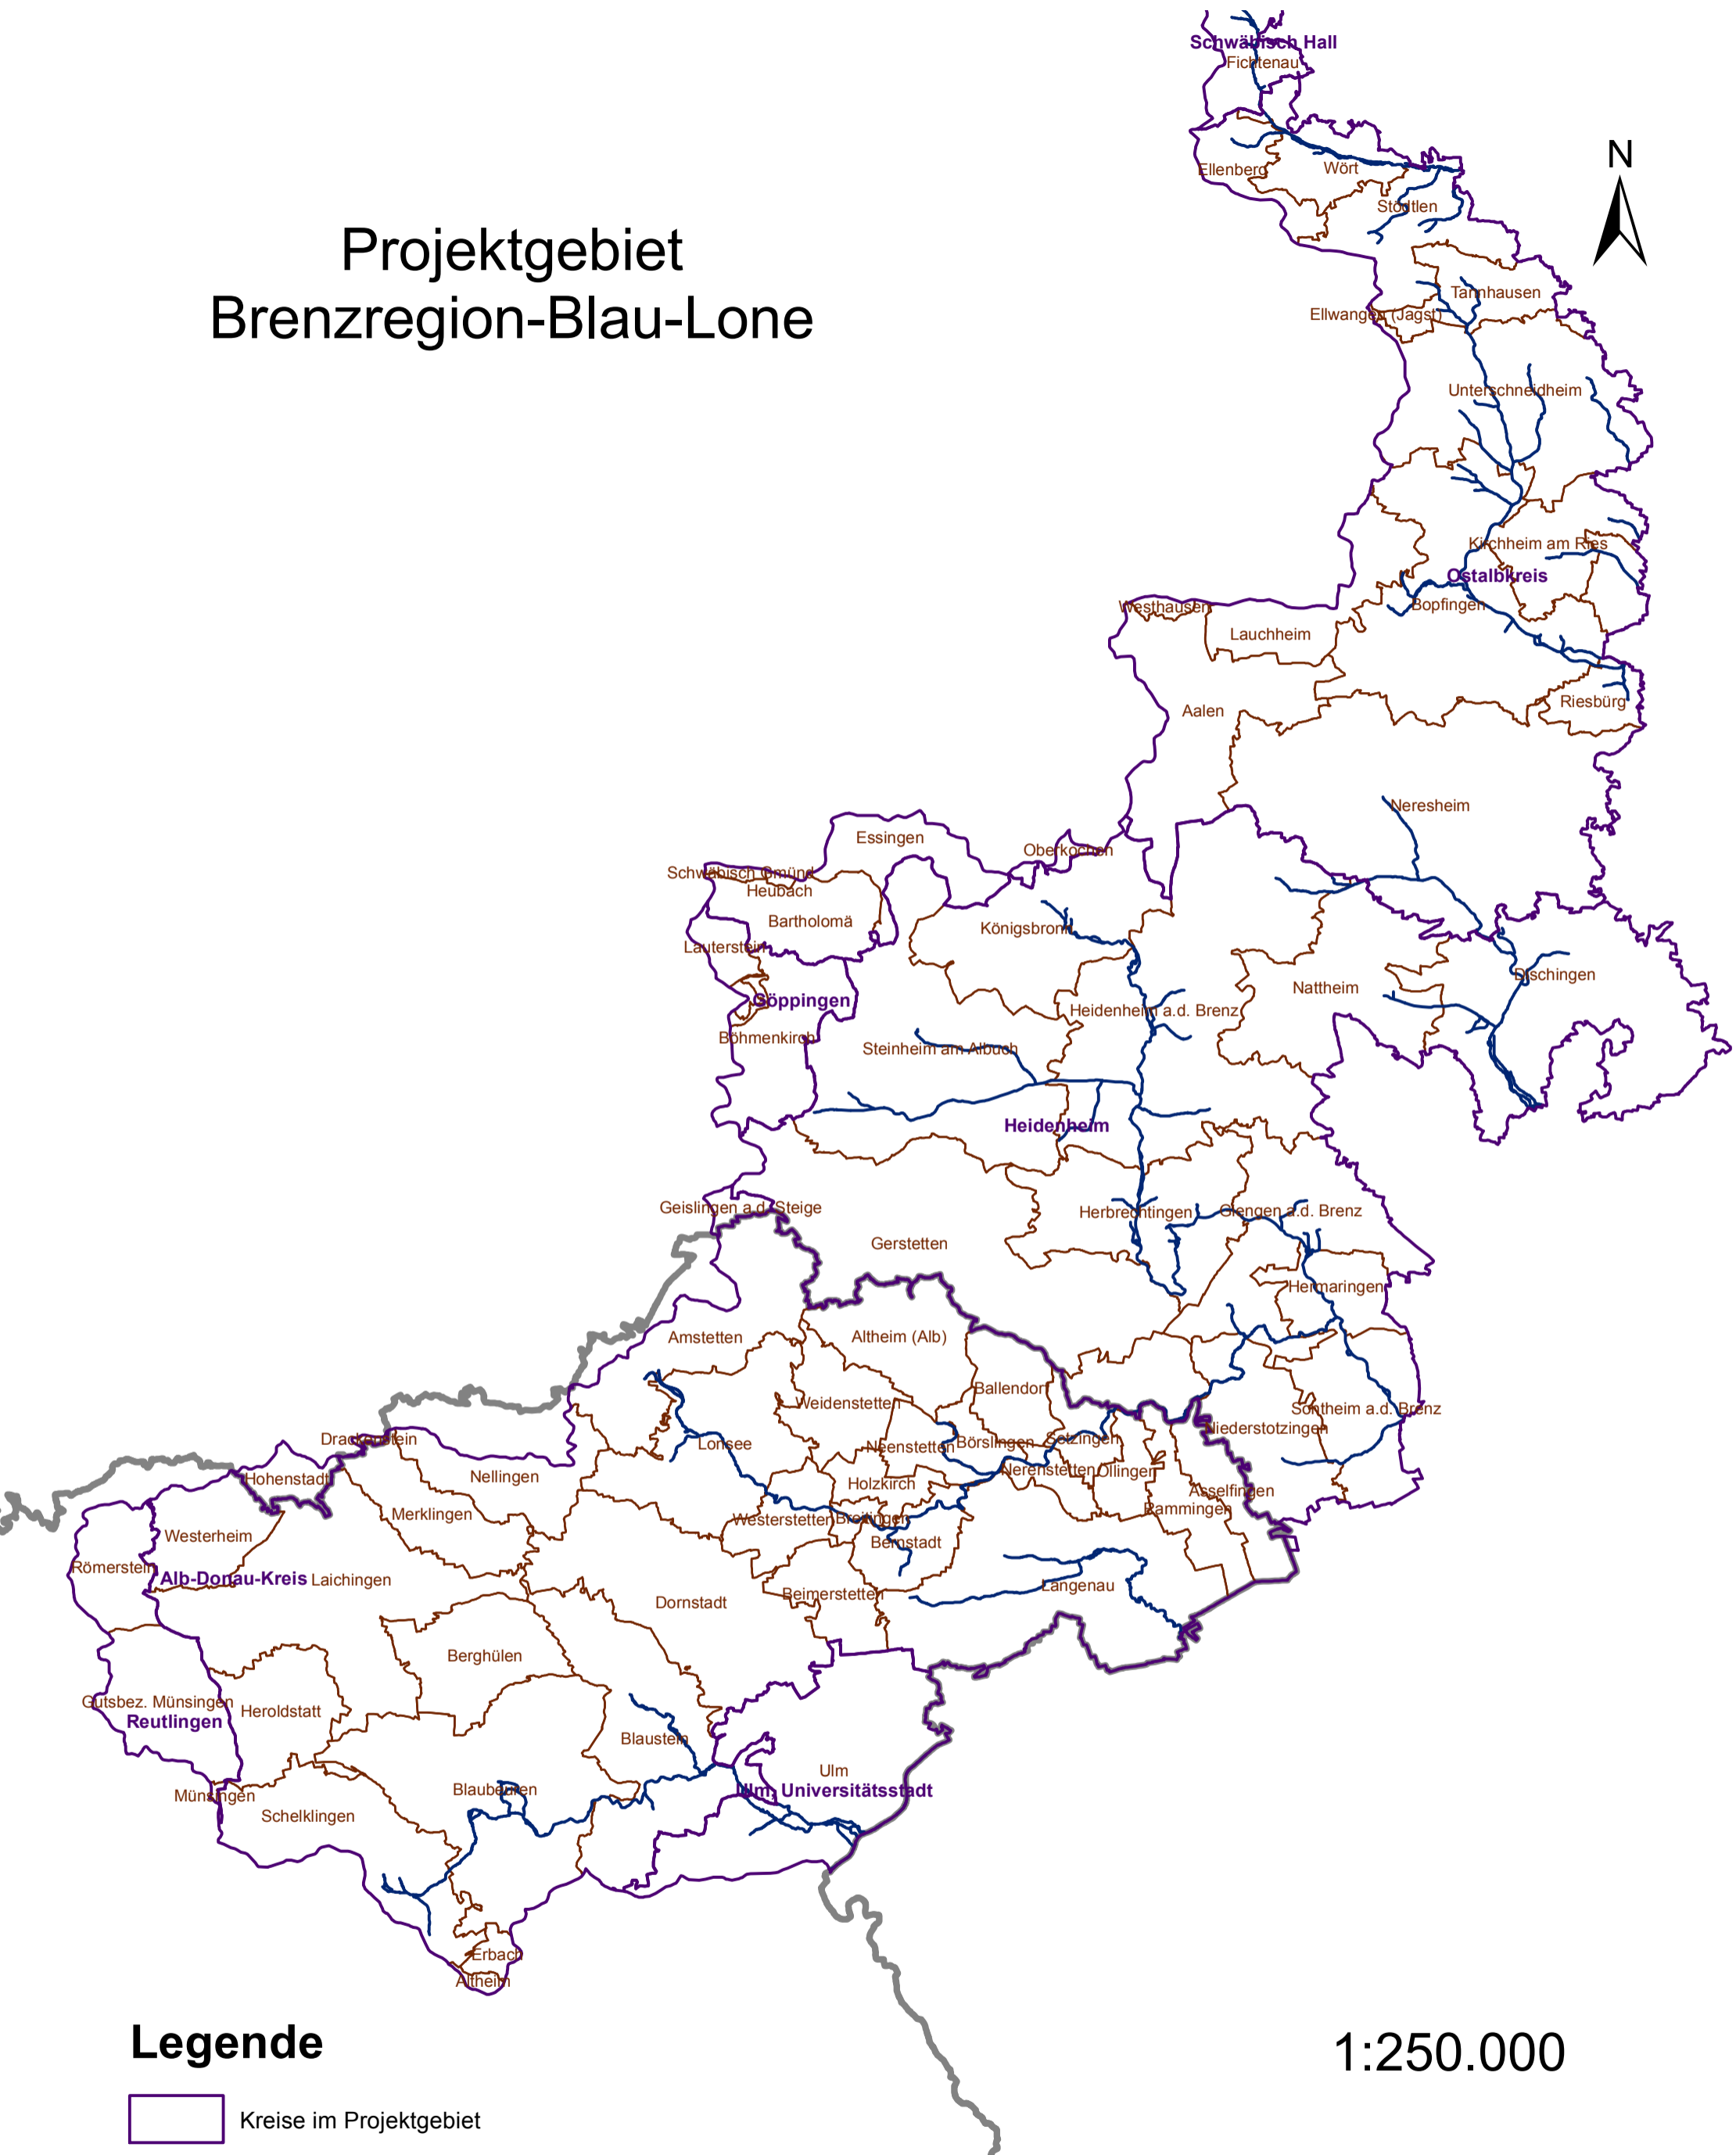 Schwäbisch Hall
Fichtenau
N
Ellenberg
Wört
Stödtlen
Projektgebiet
Brenzregion-Blau-Lone
Tannhausen
Ellwangen (Jagst)
Unterschneidheim
Kirchheim am Ries
Ostalbkreis
Bopfingen
Westhausen
Lauchheim
Riesbürg
Aalen
Neresheim
Essingen
Oberkochen
Schwäbisch Gmünd
Heubach
Bartholomä
Königsbronn
Lauterstein
Dischingen
Nattheim
Göppingen
Heidenheim a.d. Brenz
Böhmenkirch
Steinheim am Albuch
Heidenheim
Geislingen a.d. Steige
Herbrechtingen
Giengen a.d. Brenz
Gerstetten
Hermaringen
Amstetten
Altheim (Alb)
Ballendorf
Weidenstetten
Sontheim a.d. Brenz
Niederstotzingen
Drackenstein
Lonsee
Neenstetten
Börslingen
Setzingen
Hohenstadt
Nellingen
Nerenstetten
Öllingen
Holzkirch
Asselfingen
Rammingen
Merklingen
Westerstetten
Breitingen
Westerheim
Bernstadt
Römerstein
Alb-Donau-Kreis
Laichingen
Langenau
Beimerstetten
Dornstadt
Berghülen
Gutsbez. Münsingen
Reutlingen
Heroldstatt
Blaustein
Ulm
Ulm, Universitätsstadt
Blaubeuren
Münsingen
Schelklingen
Erbach
Altheim
Legende
1:250.000
Kreise im Projektgebiet